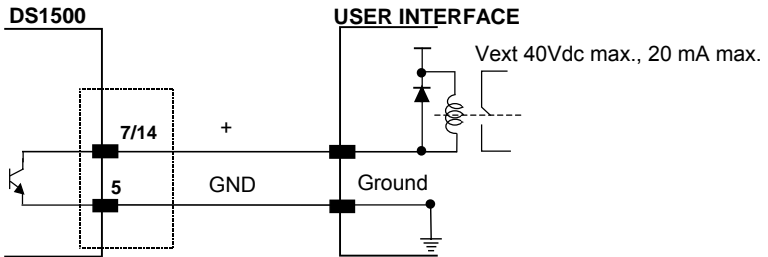 DS1500
USER INTERFACE
Vext 40Vdc max., 20 mA max.
7/14
+
5
GND
Ground